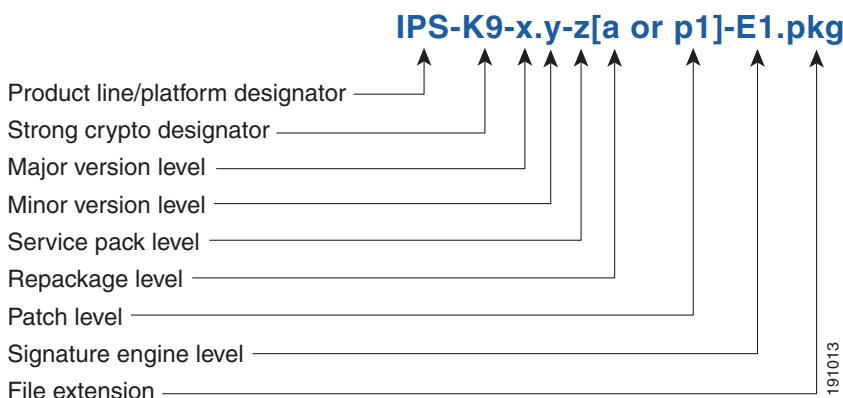 IPS-K9-x.y-z[a or p1]-E1.pkg
Product line/platform designator
Strong crypto designator
Major version level
Minor version level
Service pack level
Repackage level
Patch level
Signature engine level
File extension
191013